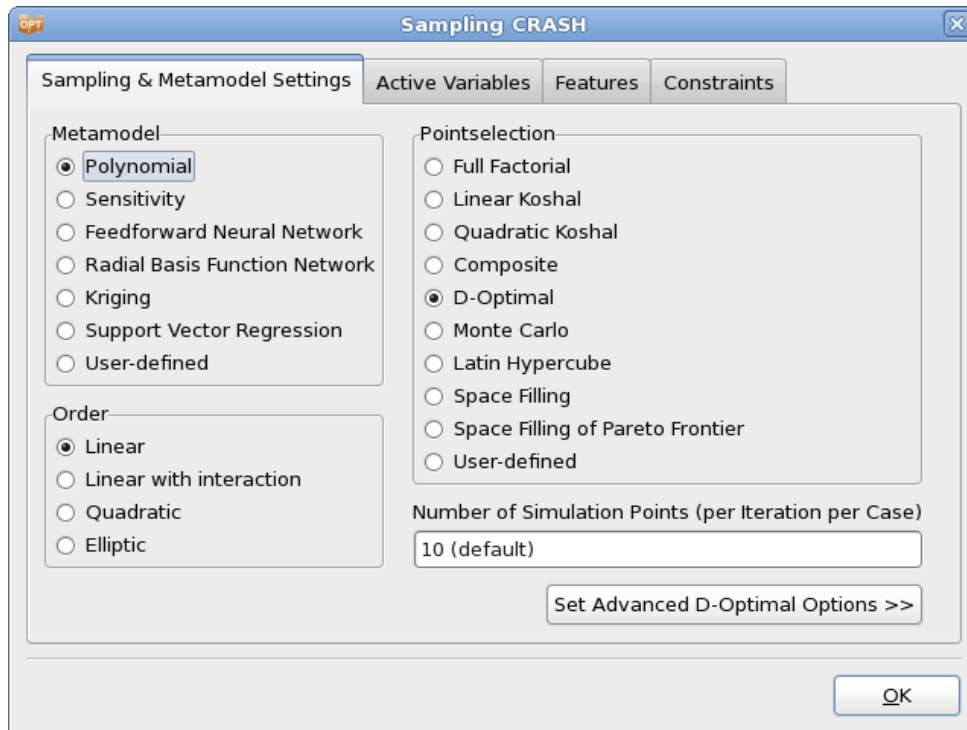 OPT
Sampling CRASH
Sampling & Metamodel Settings
Active Variables
Features
Constraints
Metamodel
Polynomial
Sensitivity
Feedforward Neural Network
Radial Basis Function Network
Kriging
Support Vector Regression
User-defined
Order
Linear
Linear with interaction
Quadratic
Elliptic
Pointselection
Full Factorial
Linear Koshal
Quadratic Koshal
Composite
D-Optimal
Monte Carlo
Latin Hypercube
Space Filling
Space Filling of Pareto Frontier
User-defined
Number of Simulation Points (per Iteration per Case)
10 (default)
Set Advanced D-Optimal Options >>
OK